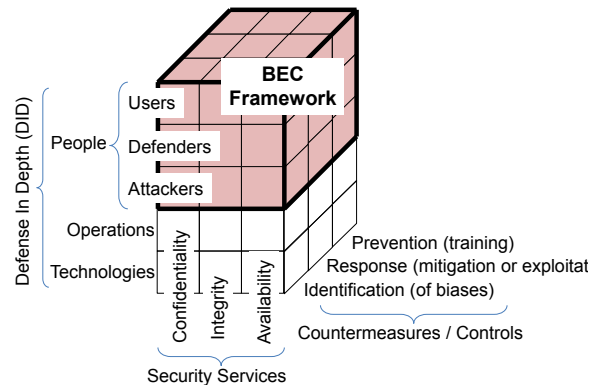 BEC
Framework
Users
Defenders
Attackers
People
Operations
Technologies
Defense In Depth (DID)
Confidentiality
Integrity
Availability
Security Services
Prevention (training)
Response (mitigation or exploitat
Identification (of biases)
Countermeasures / Controls